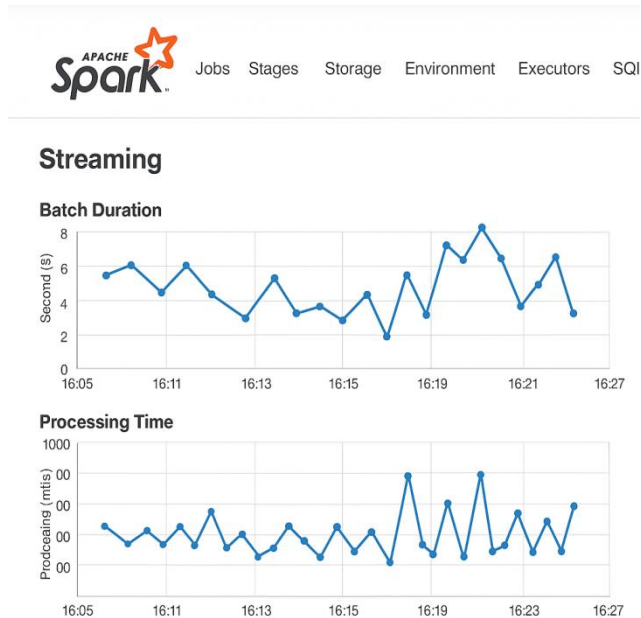 APACHE
Spark
Jobs Stages Storage Environment Executors SQl
Streaming
Batch Duration
8
6
4
2
0
Second (s)
16:05 16:11 16:13 16:15 16:19 16:21 16:27
Processing Time
1000
00
00
00
00
Prodceaing (mtis)
16:05 16:11 16:13 16:15 16:19 16:23 16:27